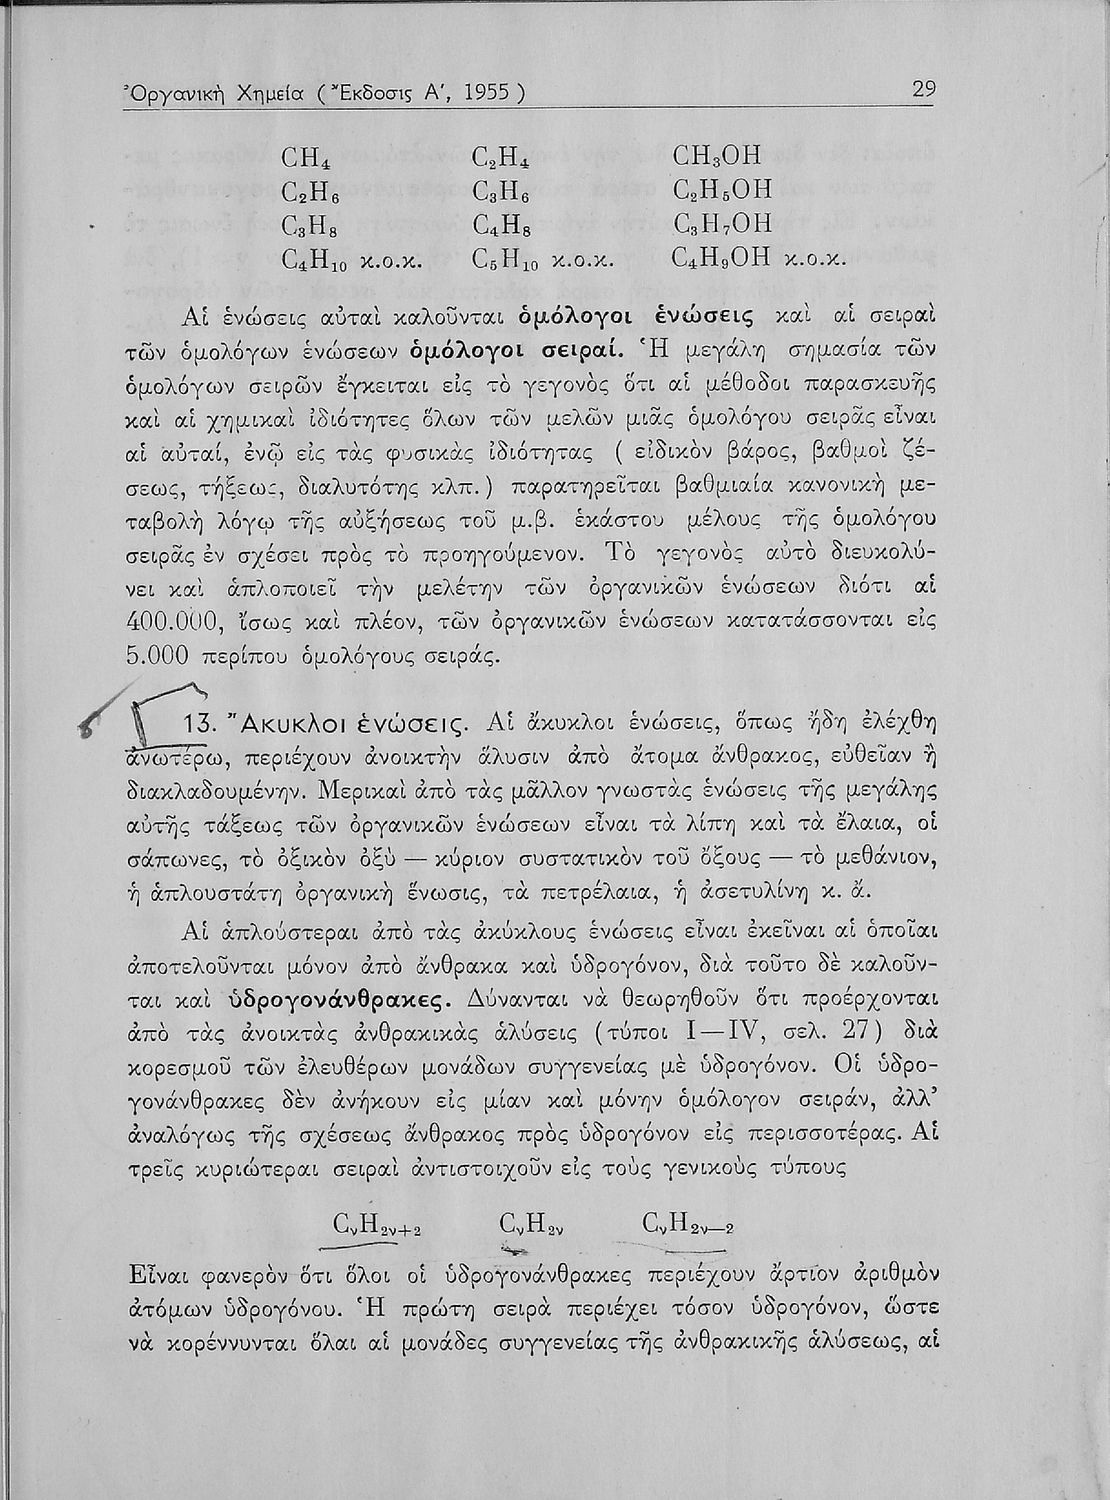 Ὀργανικὴ Χημεία ( Ἔκδοσις Α', 1955 ) 29
CH₄ C₂H₄ CH₃OH
C₂H₆ C₃H₆ C₂H₅OH
C₃H₈ C₄H₈ C₃H₇OH
C₄H₁₀ κ.ο.κ. C₅H₁₀ κ.ο.κ. C₄H₉OH κ.ο.κ.
Αἱ ἑνώσεις αὐταὶ καλοῦνται ὁμόλογοι ἑνώσεις καὶ αἱ σειραὶ
τῶν ὁμολόγων ἑνώσεων ὁμόλογοι σειραί. Ἡ μεγάλη σημασία τῶν
ὁμολόγων σειρῶν ἔγκειται εἰς τὸ γεγονὸς ὅτι αἱ μέθοδοι παρασκευῆς
καὶ αἱ χημικαὶ ἰδιότητες ὅλων τῶν μελῶν μιᾶς ὁμολόγου σειρᾶς εἶναι
αἱ αὐταί, ἐνῷ εἰς τὰς φυσικὰς ἰδιότητας ( εἰδικὸν βάρος, βαθμοὶ ζέ-
σεως, τήξεως, διαλυτότης κλπ. ) παρατηρεῖται βαθμιαία κανονικὴ με-
ταβολὴ λόγῳ τῆς αὐξήσεως τοῦ μ.β. ἑκάστου μέλους τῆς ὁμολόγου
σειρᾶς ἐν σχέσει πρὸς τὸ προηγούμενον. Τὸ γεγονὸς αὐτὸ διευκολύ-
νει καὶ ἁπλοποιεῖ τὴν μελέτην τῶν ὀργανικῶν ἑνώσεων διότι αἱ
400.000, ἴσως καὶ πλέον, τῶν ὀργανικῶν ἑνώσεων κατατάσσονται εἰς
5.000 περίπου ὁμολόγους σειράς.
13. Ἄκυκλοι ἑνώσεις. Αἱ ἄκυκλοι ἑνώσεις, ὅπως ἤδη ἐλέχθη
ἀνωτέρω, περιέχουν ἀνοικτὴν ἅλυσιν ἀπὸ ἄτομα ἄνθρακος, εὐθεῖαν ἢ
διακλαδουμένην. Μερικαὶ ἀπὸ τὰς μᾶλλον γνωστὰς ἑνώσεις τῆς μεγάλης
αὐτῆς τάξεως τῶν ὀργανικῶν ἑνώσεων εἶναι τὰ λίπη καὶ τὰ ἔλαια, οἱ
σάπωνες, τὸ ὀξικὸν ὀξὺ — κύριον συστατικὸν τοῦ ὄξους — τὸ μεθάνιον,
ἡ ἁπλουστάτη ὀργανικὴ ἕνωσις, τὰ πετρέλαια, ἡ ἀσετυλίνη κ. ἄ.
Αἱ ἁπλούστεραι ἀπὸ τὰς ἀκύκλους ἑνώσεις εἶναι ἐκεῖναι αἱ ὁποῖαι
ἀποτελοῦνται μόνον ἀπὸ ἄνθρακα καὶ ὑδρογόνον, διὰ τοῦτο δὲ καλοῦν-
ται καὶ ὑδρογονάνθρακες. Δύνανται νὰ θεωρηθοῦν ὅτι προέρχονται
ἀπὸ τὰς ἀνοικτὰς ἀνθρακικὰς ἁλύσεις (τύποι I—IV, σελ. 27) διὰ
κορεσμοῦ τῶν ἐλευθέρων μονάδων συγγενείας μὲ ὑδρογόνον. Οἱ ὑδρο-
γονάνθρακες δὲν ἀνήκουν εἰς μίαν καὶ μόνην ὁμόλογον σειράν, ἀλλ'
ἀναλόγως τῆς σχέσεως ἄνθρακος πρὸς ὑδρογόνον εἰς περισσοτέρας. Αἱ
τρεῖς κυριώτεραι σειραὶ ἀντιστοιχοῦν εἰς τοὺς γενικοὺς τύπους
CᵥH₂ᵥ₊₂ CᵥH₂ᵥ CᵥH₂ᵥ₋₂
Εἶναι φανερὸν ὅτι ὅλοι οἱ ὑδρογονάνθρακες περιέχουν ἄρτιον ἀριθμὸν
ἀτόμων ὑδρογόνου. Ἡ πρώτη σειρὰ περιέχει τόσον ὑδρογόνον, ὥστε
νὰ κορέννυνται ὅλαι αἱ μονάδες συγγενείας τῆς ἀνθρακικῆς ἁλύσεως, αἱ